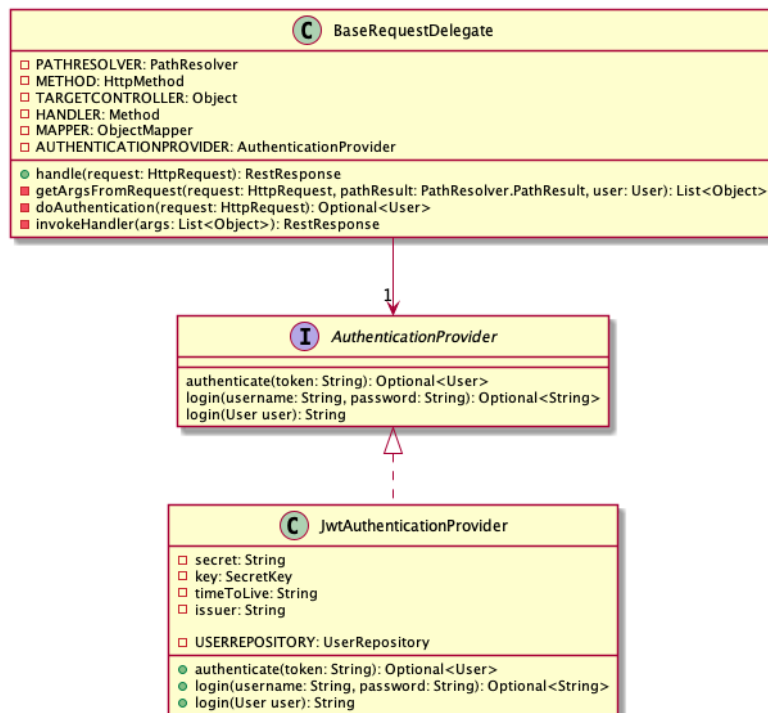 C BaseRequestDelegate
PATHRESOLVER: PathResolver
METHOD: HttpMethod
TARGETCONTROLLER: Object
HANDLER: Method
MAPPER: ObjectMapper
AUTHENTICATIONPROVIDER: AuthenticationProvider
handle(request: HttpRequest): RestResponse
getArgsFromRequest(request: HttpRequest, pathResult: PathResolver.PathResult, user: User): List<Object>
doAuthentication(request: HttpRequest): Optional<User>
invokeHandler(args: List<Object>): RestResponse
1
I AuthenticationProvider
authenticate(token: String): Optional<User>
login(username: String, password: String): Optional<String>
login(User user): String
C JwtAuthenticationProvider
secret: String
key: SecretKey
timeToLive: String
issuer: String
USERREPOSITORY: UserRepository
authenticate(token: String): Optional<User>
login(username: String, password: String): Optional<String>
login(User user): String